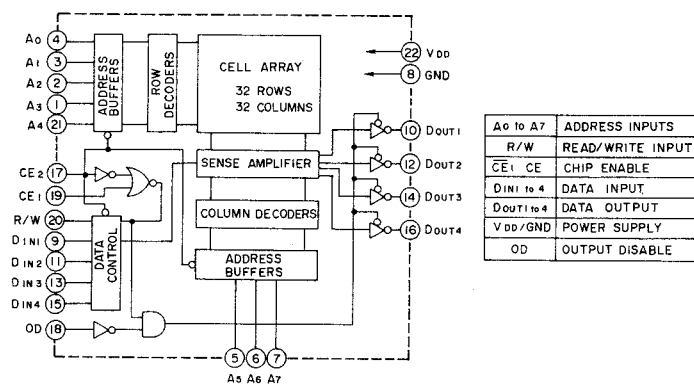 A0 4
A1 3
A2 2
A3 1
A4 21
ADDRESS BUFFERS
ROW DECODERS
CELL ARRAY
32 ROWS
32 COLUMNS
22 VDD
8 GND
CE2 17
CE1 19
R/W 20
DIN1 9
DIN2 11
DIN3 13
DIN4 15
OD 18
DATA CONTROL
SENSE AMPLIFIER
COLUMN DECODERS
ADDRESS BUFFERS
10 DOUT1
12 DOUT2
14 DOUT3
16 DOUT4
5 6 7
A5 A6 A7
A0 to A7 ADDRESS INPUTS
R/W READ/WRITE INPUT
C̅E̅1 CE CHIP ENABLE
DIN1 to 4 DATA INPUT
DOUT1 to 4 DATA OUTPUT
VDD/GND POWER SUPPLY
OD OUTPUT DISABLE